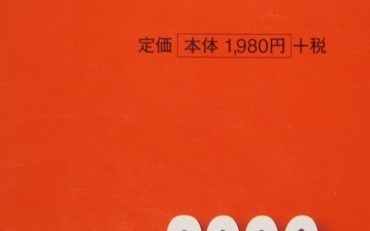 定価 本体 1,980円 +税